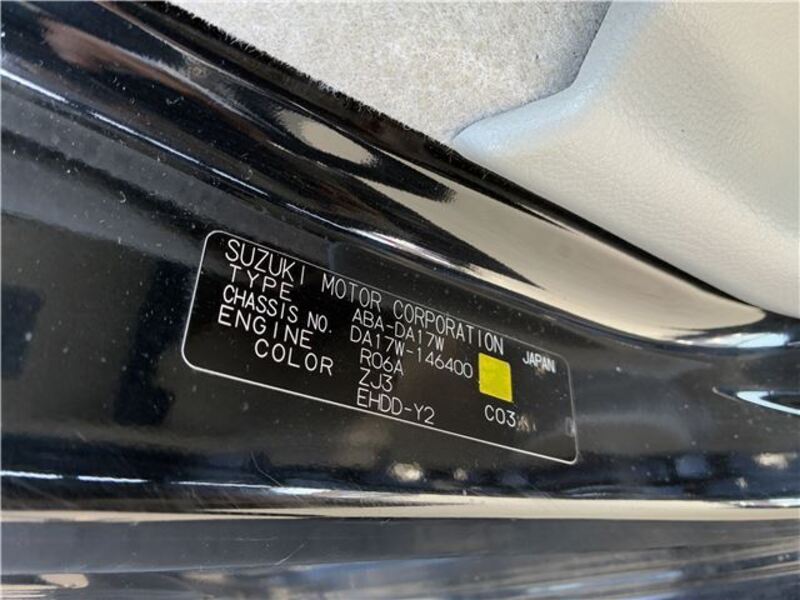 SUZUKI MOTOR CORPORATION JAPAN
TYPE ABA-DA17W
CHASSIS NO. DA17W-146400
ENGINE R06A
COLOR ZJ3
EHDD-Y2 C03